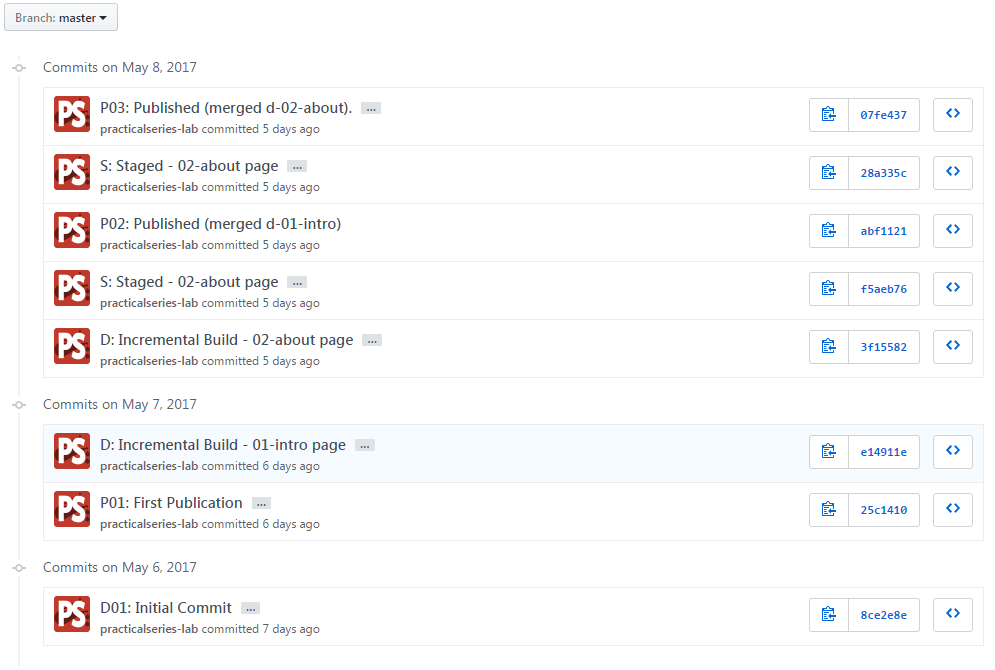 Branch: master
Commits on May 8, 2017
PS P03: Published (merged d-02-about). ... 07fe437 <>
practicalseries-lab committed 5 days ago
PS S: Staged - 02-about page ... 28a335c <>
practicalseries-lab committed 5 days ago
PS P02: Published (merged d-01-intro) abf1121 <>
practicalseries-lab committed 5 days ago
PS S: Staged - 02-about page ... f5aeb76 <>
practicalseries-lab committed 5 days ago
PS D: Incremental Build - 02-about page ... 3f15582 <>
practicalseries-lab committed 5 days ago
Commits on May 7, 2017
PS D: Incremental Build - 01-intro page ... e14911e <>
practicalseries-lab committed 6 days ago
PS P01: First Publication ... 25c1410 <>
practicalseries-lab committed 6 days ago
Commits on May 6, 2017
PS D01: Initial Commit ... 8ce2e8e <>
practicalseries-lab committed 7 days ago